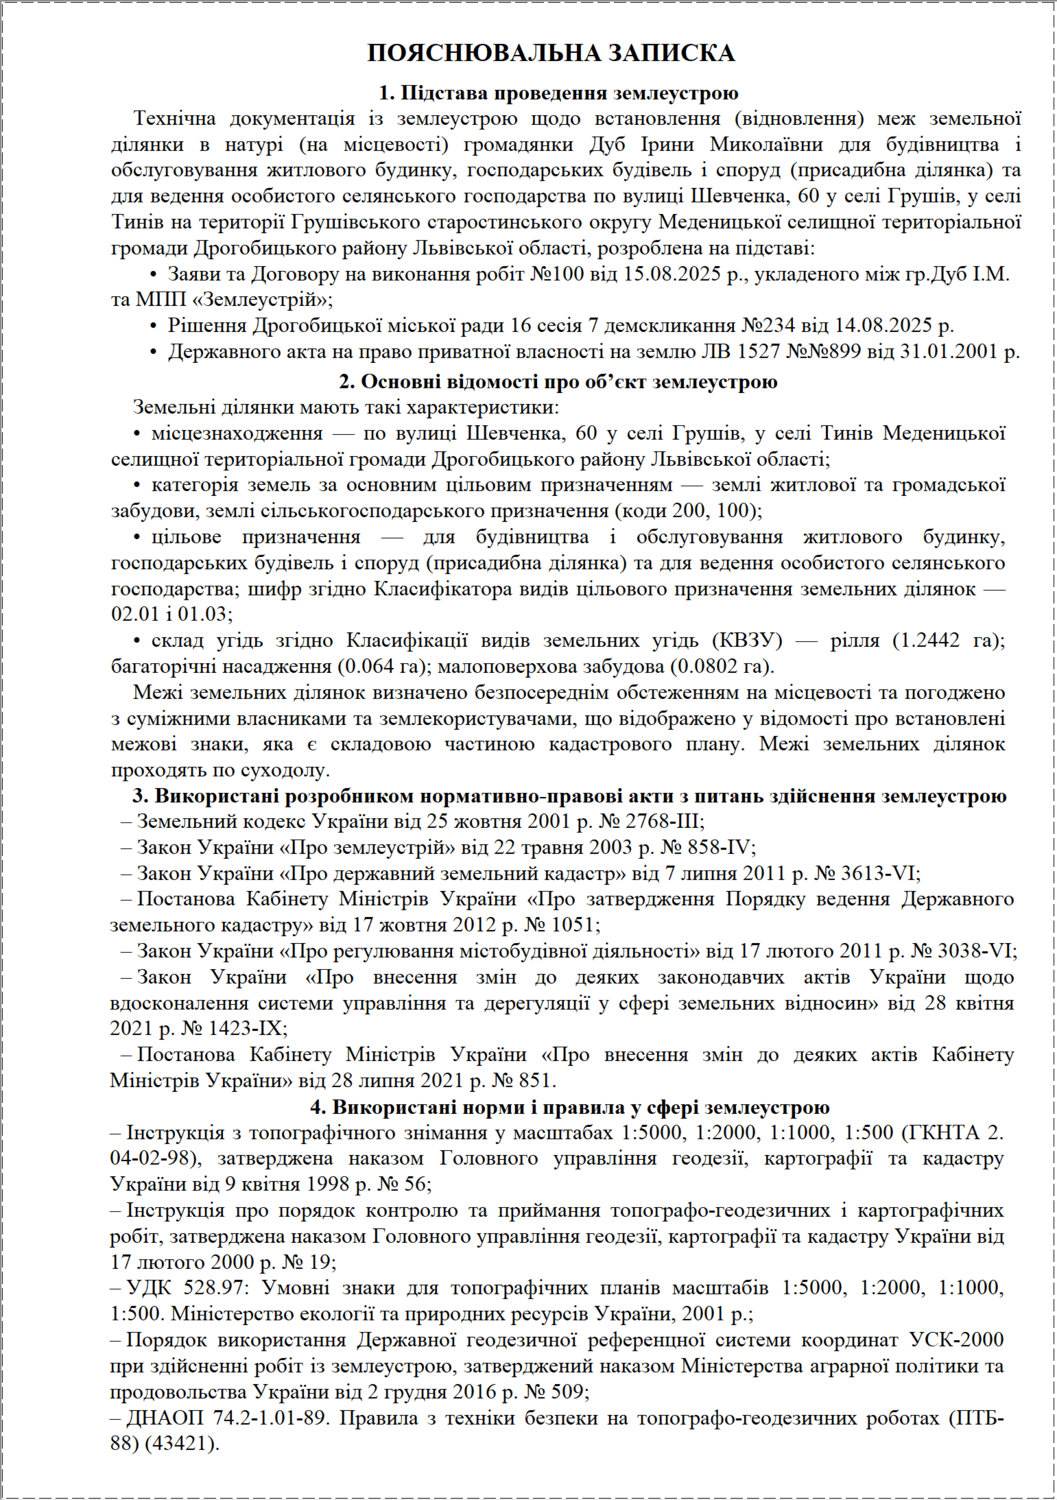 ПОЯСНЮВАЛЬНА ЗАПИСКА
1. Підстава проведення землеустрою
Технічна документація із землеустрою щодо встановлення (відновлення) меж земельної
ділянки в натурі (на місцевості) громадянки Дуб Ірини Миколаївни для будівництва і
обслуговування житлового будинку, господарських будівель і споруд (присадибна ділянка) та
для ведення особистого селянського господарства по вулиці Шевченка, 60 у селі Грушів, у селі
Тинів на території Грушівського старостинського округу Меденицької селищної територіальної
громади Дрогобицького району Львівської області, розроблена на підставі:
• Заяви та Договору на виконання робіт №100 від 15.08.2025 р., укладеного між гр.Дуб І.М.
та МПП «Землеустрій»;
• Рішення Дрогобицької міської ради 16 сесія 7 демскликання №234 від 14.08.2025 р.
• Державного акта на право приватної власності на землю ЛВ 1527 №№899 від 31.01.2001 р.
2. Основні відомості про об’єкт землеустрою
Земельні ділянки мають такі характеристики:
• місцезнаходження — по вулиці Шевченка, 60 у селі Грушів, у селі Тинів Меденицької
селищної територіальної громади Дрогобицького району Львівської області;
• категорія земель за основним цільовим призначенням — землі житлової та громадської
забудови, землі сільськогосподарського призначення (коди 200, 100);
• цільове призначення — для будівництва і обслуговування житлового будинку,
господарських будівель і споруд (присадибна ділянка) та для ведення особистого селянського
господарства; шифр згідно Класифікатора видів цільового призначення земельних ділянок —
02.01 і 01.03;
• склад угідь згідно Класифікації видів земельних угідь (КВЗУ) — рілля (1.2442 га);
багаторічні насадження (0.064 га); малоповерхова забудова (0.0802 га).
Межі земельних ділянок визначено безпосереднім обстеженням на місцевості та погоджено
з суміжними власниками та землекористувачами, що відображено у відомості про встановлені
межові знаки, яка є складовою частиною кадастрового плану. Межі земельних ділянок
проходять по суходолу.
3. Використані розробником нормативно-правові акти з питань здійснення землеустрою
– Земельний кодекс України від 25 жовтня 2001 р. № 2768-III;
– Закон України «Про землеустрій» від 22 травня 2003 р. № 858-IV;
– Закон України «Про державний земельний кадастр» від 7 липня 2011 р. № 3613-VI;
– Постанова Кабінету Міністрів України «Про затвердження Порядку ведення Державного
земельного кадастру» від 17 жовтня 2012 р. № 1051;
– Закон України «Про регулювання містобудівної діяльності» від 17 лютого 2011 р. № 3038-VI;
– Закон України «Про внесення змін до деяких законодавчих актів України щодо
вдосконалення системи управління та дерегуляції у сфері земельних відносин» від 28 квітня
2021 р. № 1423-IX;
– Постанова Кабінету Міністрів України «Про внесення змін до деяких актів Кабінету
Міністрів України» від 28 липня 2021 р. № 851.
4. Використані норми і правила у сфері землеустрою
– Інструкція з топографічного знімання у масштабах 1:5000, 1:2000, 1:1000, 1:500 (ГКНТА 2.
04-02-98), затверджена наказом Головного управління геодезії, картографії та кадастру
України від 9 квітня 1998 р. № 56;
– Інструкція про порядок контролю та приймання топографо-геодезичних і картографічних
робіт, затверджена наказом Головного управління геодезії, картографії та кадастру України від
17 лютого 2000 р. № 19;
– УДК 528.97: Умовні знаки для топографічних планів масштабів 1:5000, 1:2000, 1:1000,
1:500. Міністерство екології та природних ресурсів України, 2001 р.;
– Порядок використання Державної геодезичної референцної системи координат УСК-2000
при здійсненні робіт із землеустрою, затверджений наказом Міністерства аграрної політики та
продовольства України від 2 грудня 2016 р. № 509;
– ДНАОП 74.2-1.01-89. Правила з техніки безпеки на топографо-геодезичних роботах (ПТБ-
88) (43421).